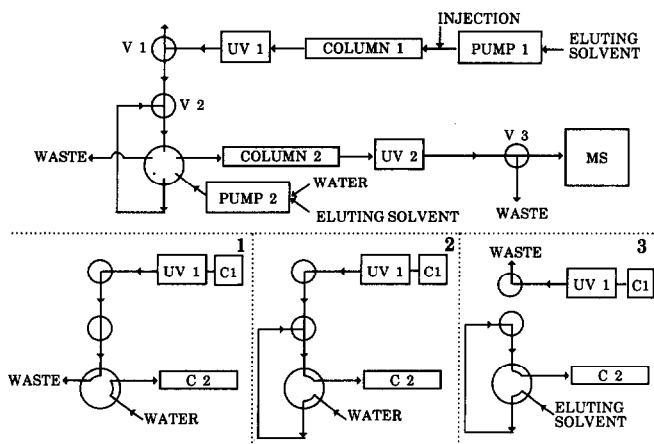 INJECTION
V 1
UV 1
COLUMN 1
PUMP 1
ELUTING
SOLVENT
V 2
WASTE
COLUMN 2
UV 2
V 3
MS
PUMP 2
WATER
ELUTING SOLVENT
WASTE
1
UV 1
C1
WASTE
C 2
WATER
2
UV 1
C1
C 2
WATER
3
WASTE
UV 1
C1
C 2
ELUTING
SOLVENT